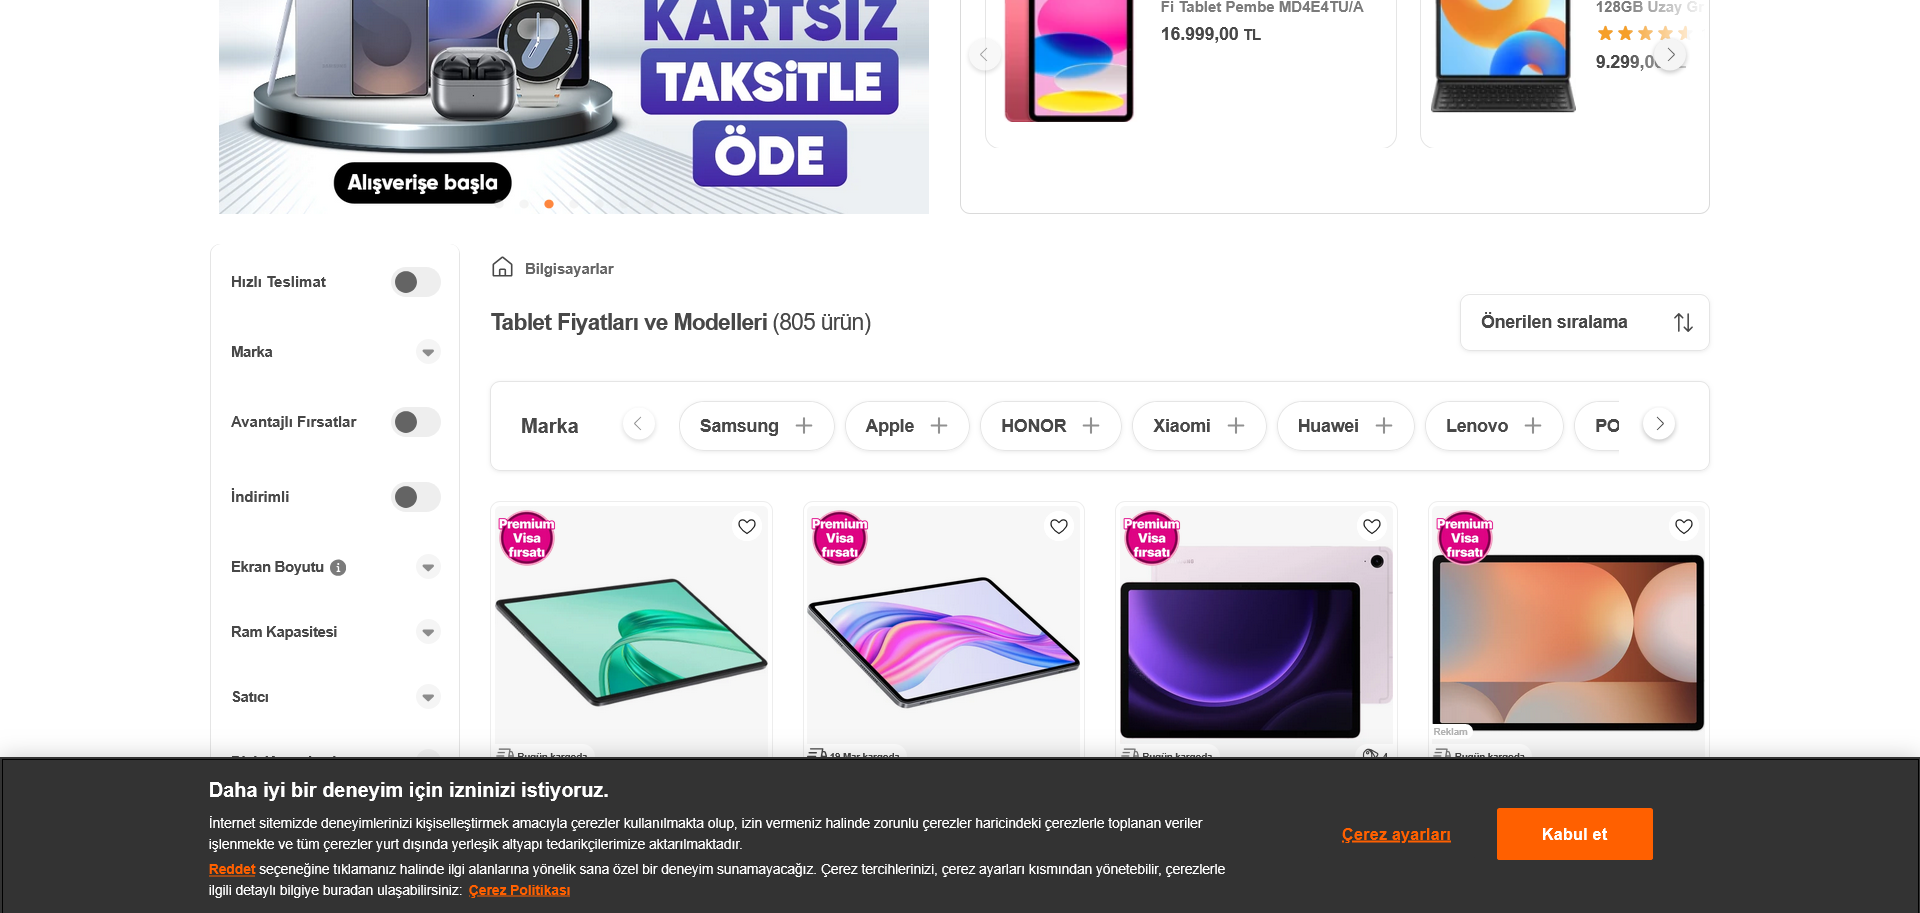 KARTSIZ
TAKSiTLE
ÖDE
Alışverişe başla
Fi Tablet Pembe MD4E4TU/A
16.999,00 TL
128GB Uzay Gr
Hızlı Teslimat
Marka
Avantajlı Fırsatlar
İndirimli
Ekran Boyutu
Ram Kapasitesi
Satıcı
Bilgisayarlar
Tablet Fiyatları ve Modelleri (805 ürün)
Önerilen sıralama
Marka
Samsung
Apple
HONOR
Xiaomi
Huawei
Lenovo
PO
Premium
Visa
fırsatı
Bugün kargoda
Premium
Visa
fırsatı
19 Mar kargoda
Premium
Visa
fırsatı
Bugün kargoda
4
Premium
Visa
fırsatı
Reklam
Bugün kargoda
Daha iyi bir deneyim için izninizi istiyoruz.
İnternet sitemizde deneyimlerinizi kişiselleştirmek amacıyla çerezler kullanılmakta olup, izin vermeniz halinde zorunlu çerezler haricindeki çerezlerle toplanan veriler
işlenmekte ve tüm çerezler yurt dışında yerleşik altyapı tedarikçilerimize aktarılmaktadır.
Reddet seçeneğine tıklamanız halinde ilgi alanlarına yönelik sana özel bir deneyim sunamayacağız. Çerez tercihlerinizi, çerez ayarları kısmından yönetebilir, çerezlerle
ilgili detaylı bilgiye buradan ulaşabilirsiniz: Çerez Politikası
Çerez ayarları
Kabul et